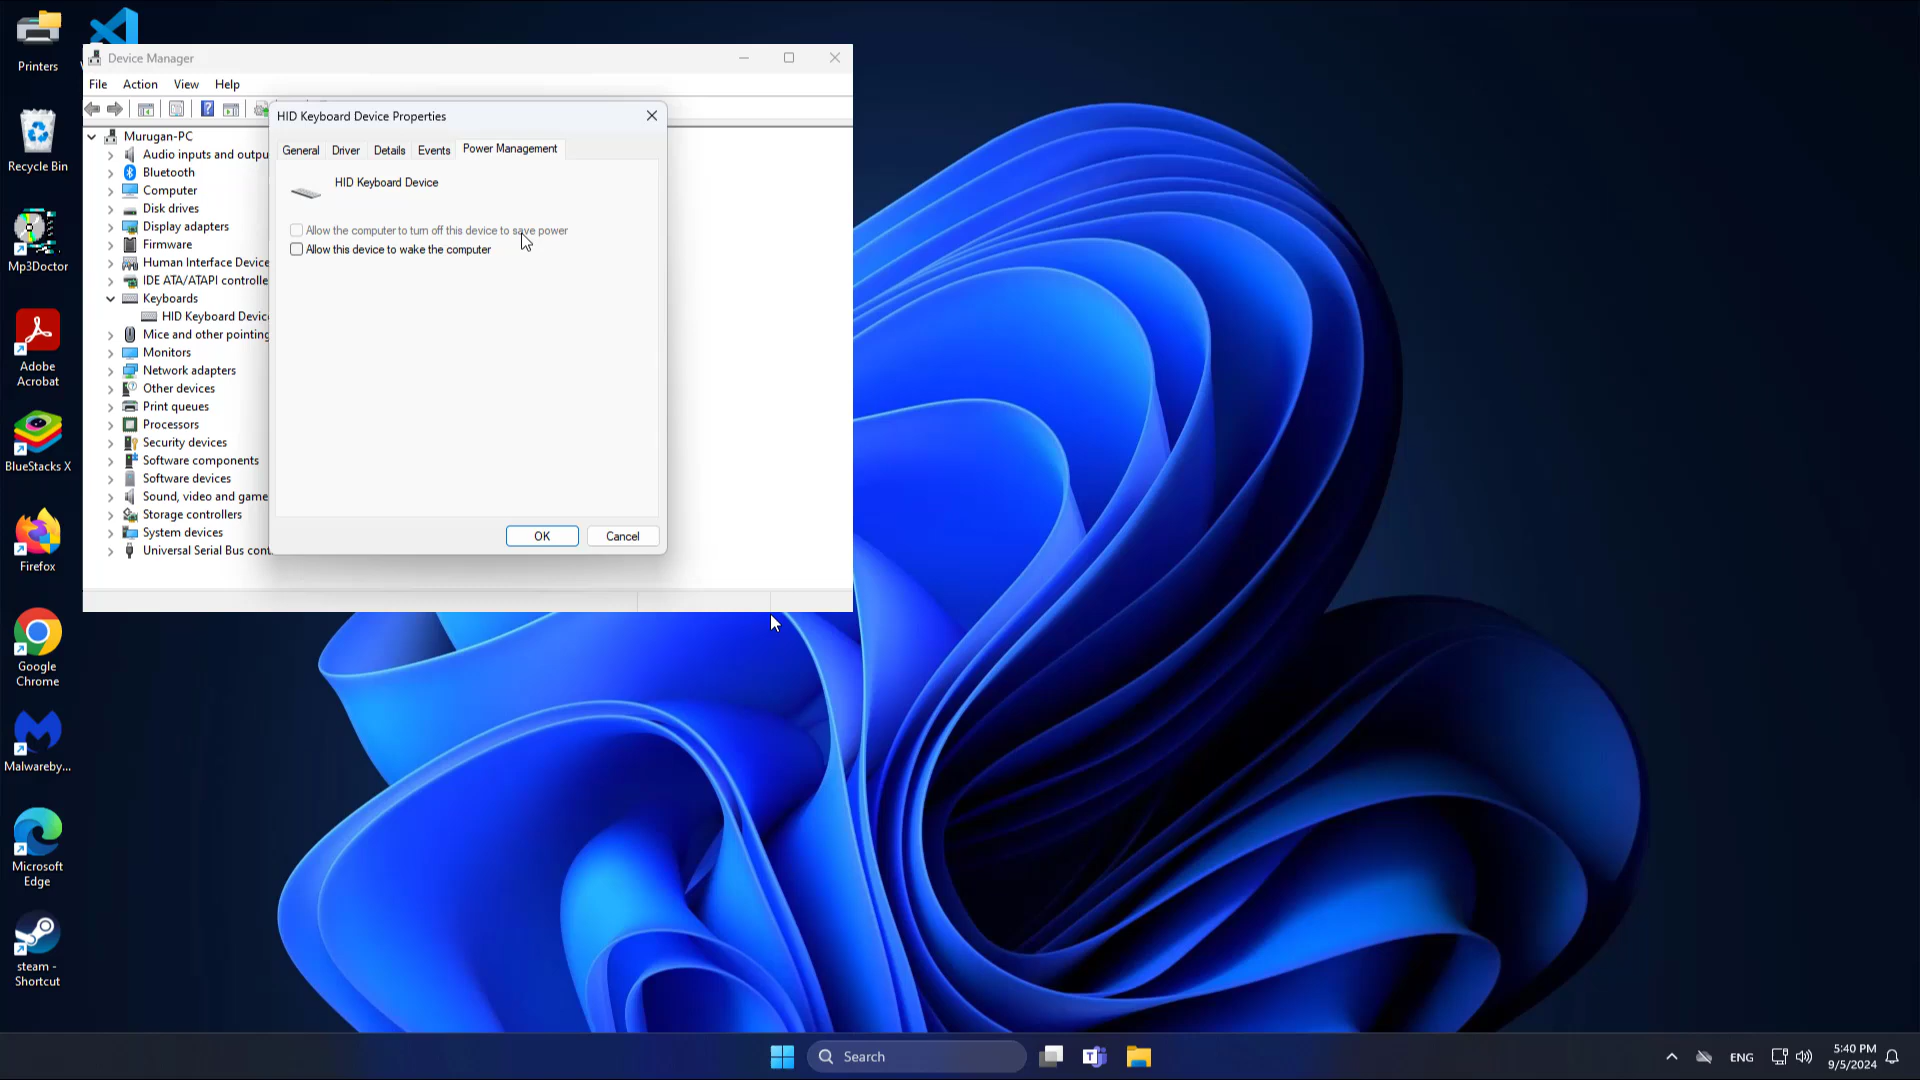 Printers
Recycle Bin
Mp3Doctor
Adobe
Acrobat
BlueStacks X
Firefox
Google
Chrome
Malwareby...
Microsoft
Edge
steam -
Shortcut
Device Manager
File Action View Help
Murugan-PC
Audio inputs and outpu
Bluetooth
Computer
Disk drives
Display adapters
Firmware
Human Interface Device
IDE ATA/ATAPI controlle
Keyboards
HID Keyboard Devic
Mice and other pointing
Monitors
Network adapters
Other devices
Print queues
Processors
Security devices
Software components
Software devices
Sound, video and game
Storage controllers
System devices
Universal Serial Bus cont
HID Keyboard Device Properties
General Driver Details Events Power Management
HID Keyboard Device
Allow the computer to turn off this device to save power
Allow this device to wake the computer
OK Cancel
Search
ENG
5:40 PM
9/5/2024